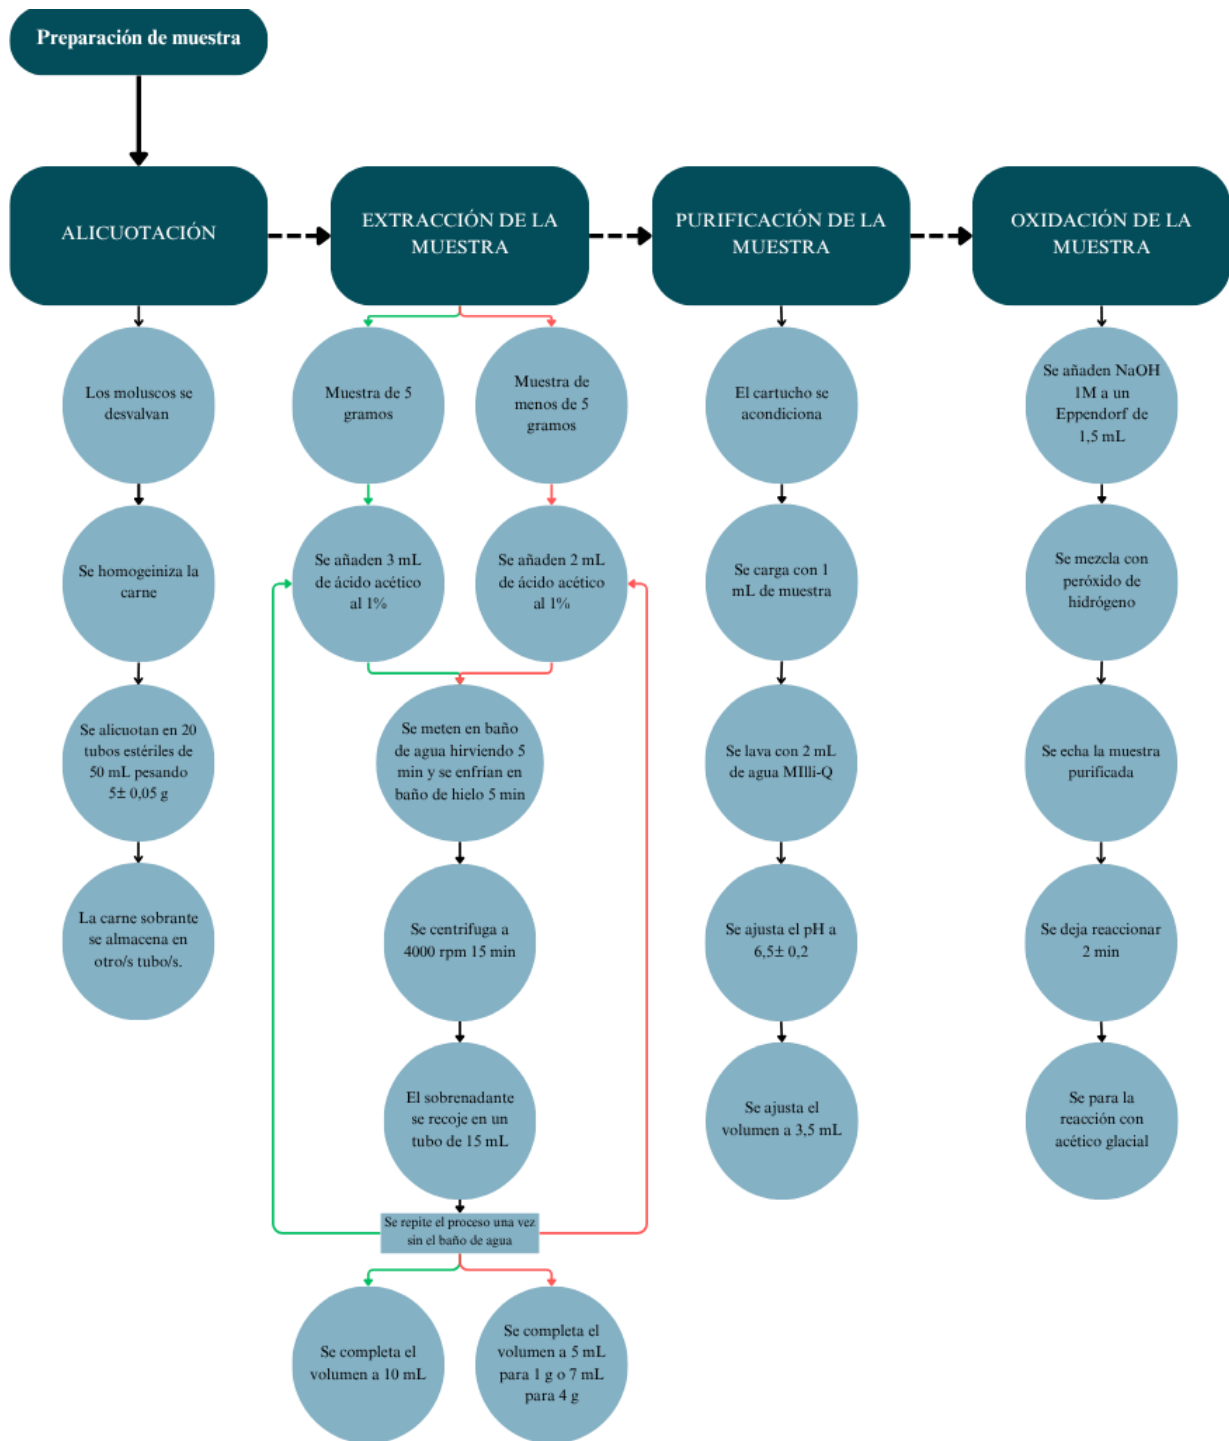 Preparación de muestra
ALICUOTACIÓN
Los moluscos se
desvalvan
Se homogeiniza la
carne
Se alicuotan en 20
tubos estériles de
50 mL pesando
5± 0,05 g
La carne sobrante
se almacena en
otro/s tubo/s.
EXTRACCIÓN DE LA
MUESTRA
Muestra de 5
gramos
Muestra de
menos de 5
gramos
Se añaden 3 mL
de ácido acético
al 1%
Se añaden 2 mL
de ácido acético
al 1%
Se meten en baño
de agua hirviendo 5
min y se enfrían en
baño de hielo 5 min
Se centrifuga a
4000 rpm 15 min
El sobrenadante
se recoje en un
tubo de 15 mL
Se repite el proceso una vez
sin el baño de agua
Se completa el
volumen a 10 mL
Se completa el
volumen a 5 mL
para 1 g o 7 mL
para 4 g
PURIFICACIÓN DE LA
MUESTRA
El cartucho se
acondiciona
Se carga con 1
mL de muestra
Se lava con 2 mL
de agua MIlli-Q
Se ajusta el pH a
6,5± 0,2
Se ajusta el
volumen a 3,5 mL
OXIDACIÓN DE LA
MUESTRA
Se añaden NaOH
1M a un
Eppendorf de
1,5 mL
Se mezcla con
peróxido de
hidrógeno
Se echa la muestra
purificada
Se deja reaccionar
2 min
Se para la
reacción con
acético glacial